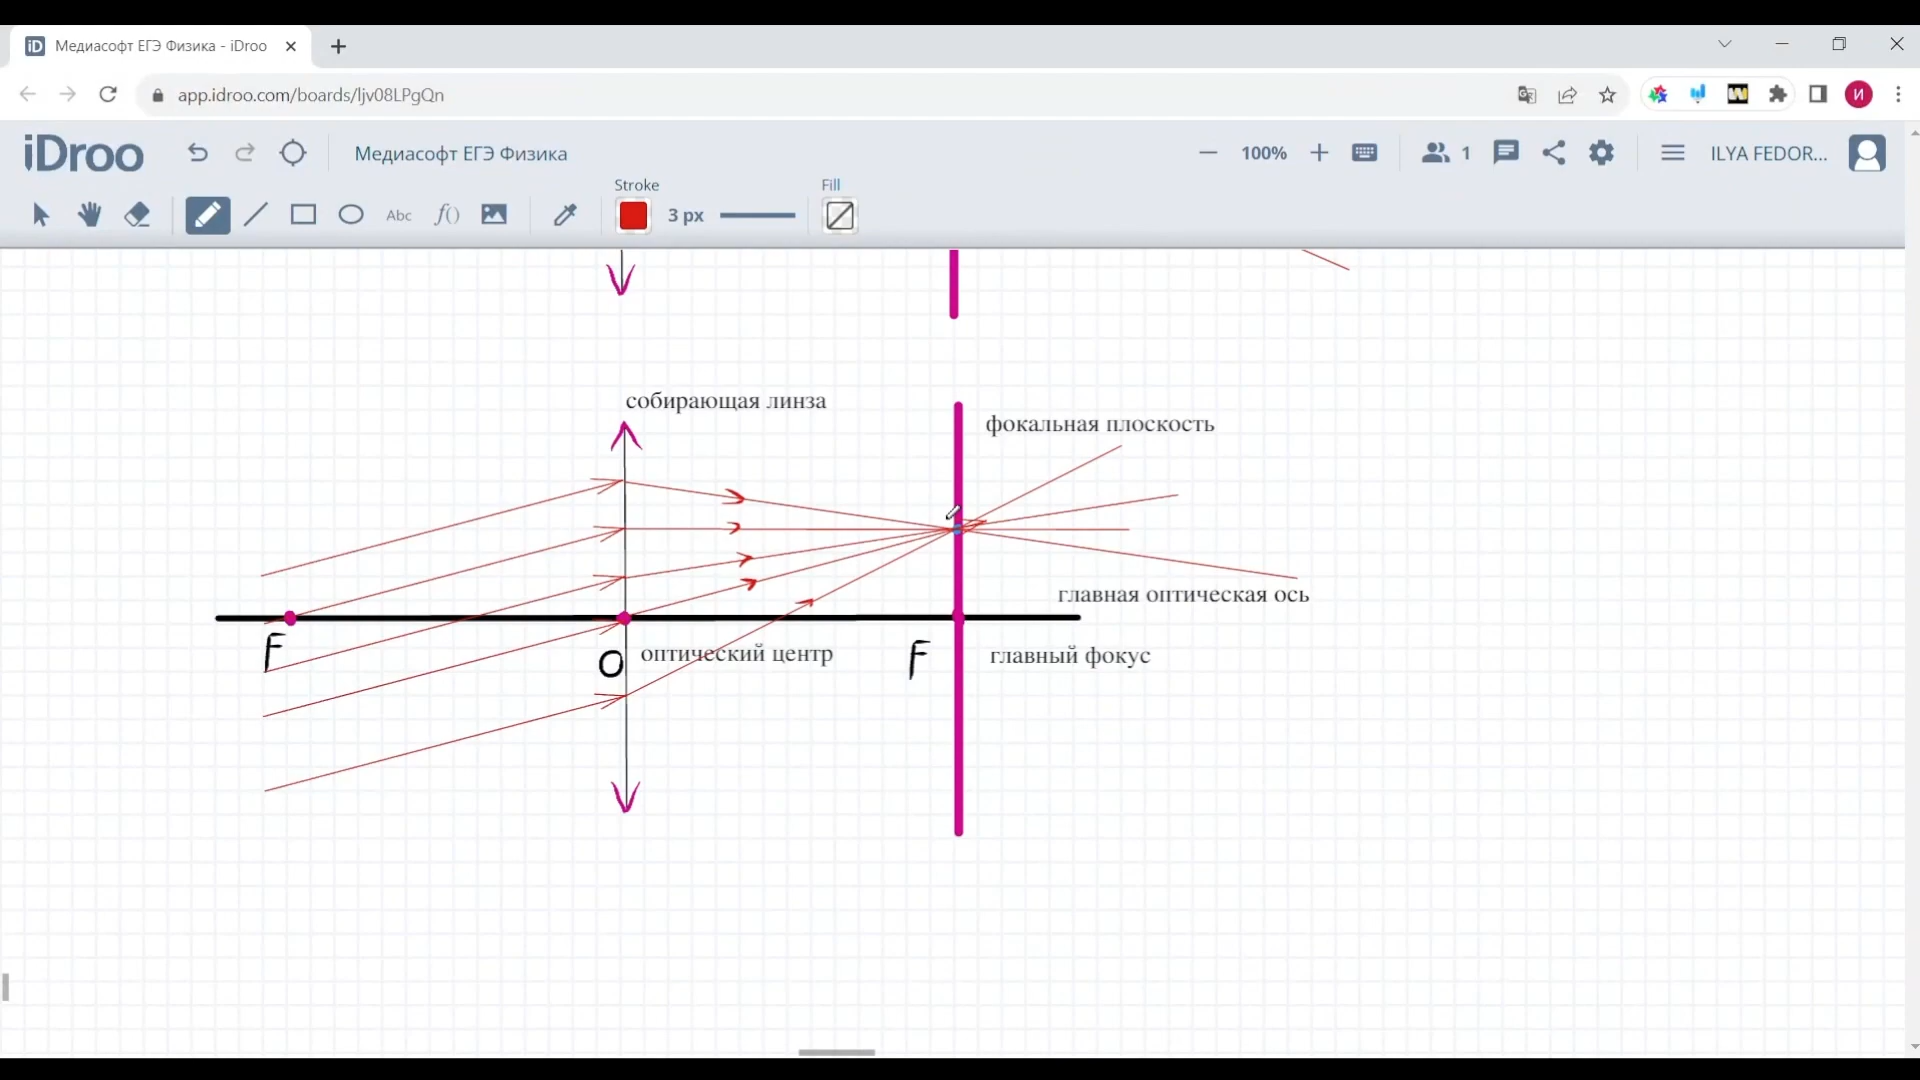 Медиасофт ЕГЭ Физика - iDroo
app.idroo.com/boards/ljv08LPgQn
И
iDroo
Медиасофт ЕГЭ Физика
100%
1
ILYA FEDOR...
Stroke
Fill
Abc
f()
3 px
собирающая линза
фокальная плоскость
главная оптическая ось
F
O
оптический центр
F
главный фокус